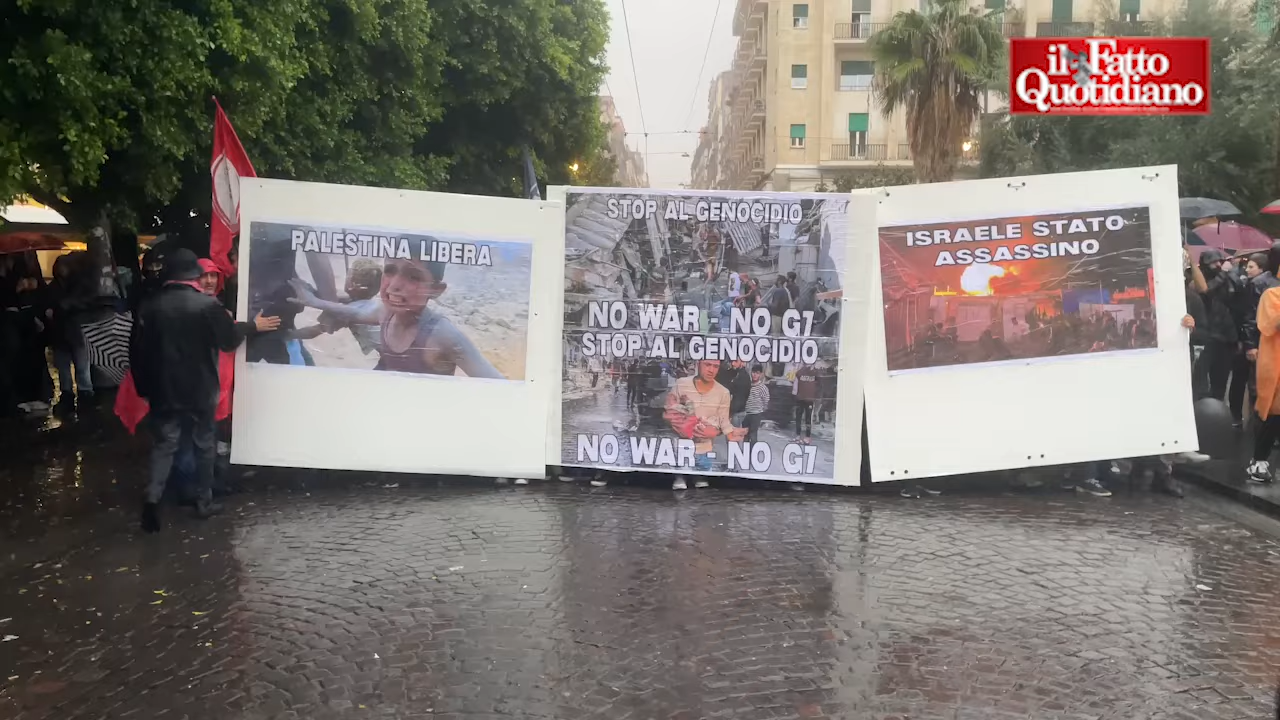 il Fatto
Quotidiano
PALESTINA LIBERA
STOP AL GENOCIDIO
NO WAR - NO G7
STOP AL GENOCIDIO
NO WAR - NO G7
ISRAELE STATO
ASSASSINO